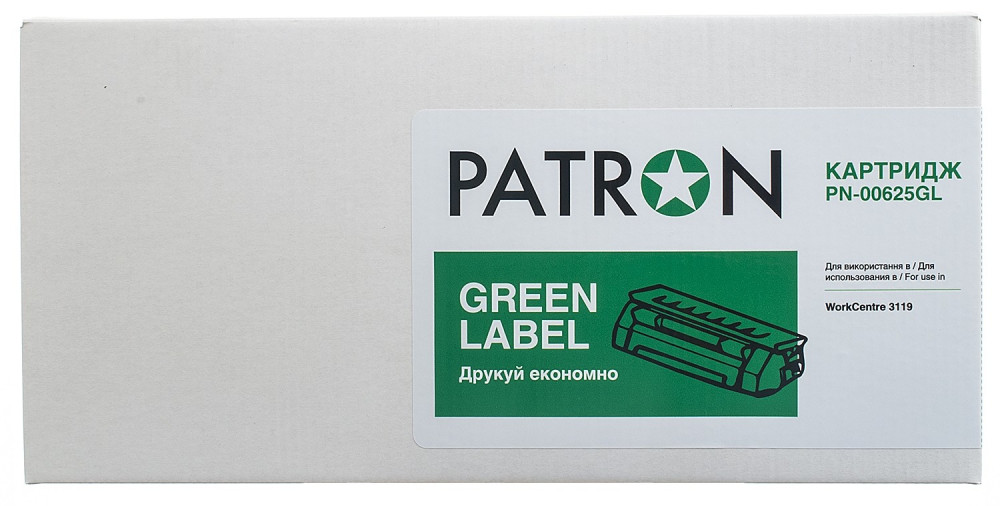 PATRON
КАРТРИДЖ
PN-00625GL
Для використання в / Для
использования в / For use in
WorkCentre 3119
GREEN
LABEL
Друкуй економно